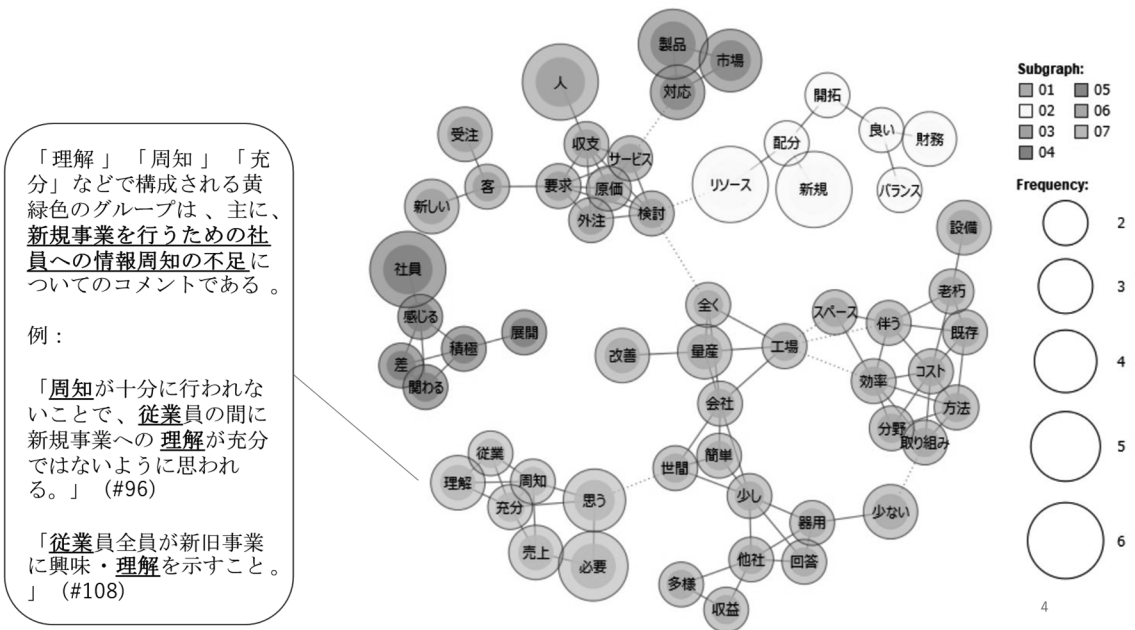 「理解」「周知」「充
分」などで構成される黄
緑色のグループは、主に、
新規事業を行うための社
員への情報周知の不足に
ついてのコメントである。
例：
「周知が十分に行われな
いことで、従業員の間に
新規事業への理解が充分
ではないように思われ
る。」（#96）
「従業員全員が新旧事業
に興味・理解を示すこと。
」（#108）
製品
市場
対応
人
受注
収支
サービス
客
要求
原価
新しい
外注
検討
開拓
良い
財務
配分
リソース
新規
バランス
社員
感じる
展開
積極
差
関わる
設備
全く
スペース
伴う
老朽
既存
改善
量産
工場
効率
コスト
会社
方法
分野
取り組み
従業
理解
周知
充分
思う
世間
簡単
少し
器用
少ない
売上
必要
他社
回答
多様
収益
Subgraph:
01 05
02 06
03 07
04
Frequency:
2
3
4
5
6
4